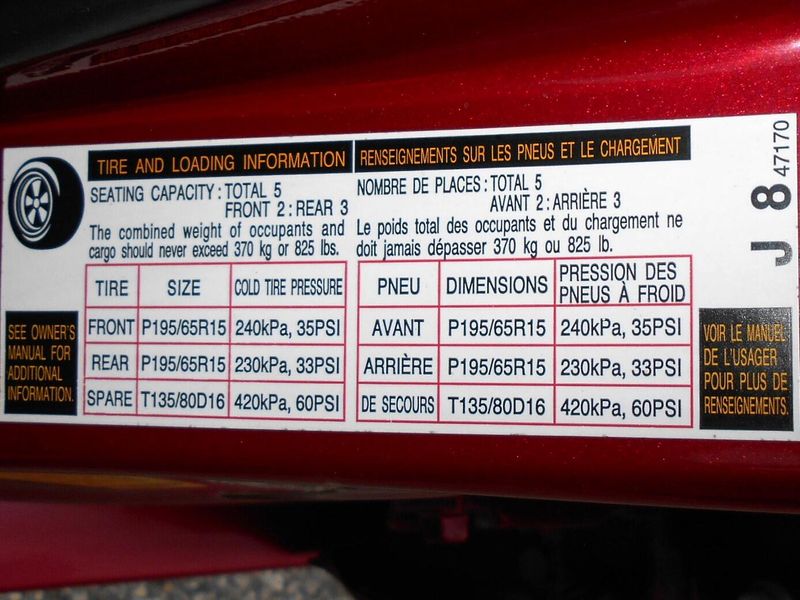 TIRE AND LOADING INFORMATION
SEATING CAPACITY : TOTAL 5
FRONT 2 : REAR 3
The combined weight of occupants and
cargo should never exceed 370 kg or 825 lbs.
TIRE SIZE COLD TIRE PRESSURE
FRONT P195/65R15 240kPa, 35PSI
REAR P195/65R15 230kPa, 33PSI
SPARE T135/80D16 420kPa, 60PSI
SEE OWNER'S
MANUAL FOR
ADDITIONAL
INFORMATION.
RENSEIGNEMENTS SUR LES PNEUS ET LE CHARGEMENT
NOMBRE DE PLACES : TOTAL 5
AVANT 2 : ARRIÈRE 3
Le poids total des occupants et du chargement ne
doit jamais dépasser 370 kg ou 825 lb.
PNEU DIMENSIONS PRESSION DES
PNEUS À FROID
AVANT P195/65R15 240kPa, 35PSI
ARRIÈRE P195/65R15 230kPa, 33PSI
DE SECOURS T135/80D16 420kPa, 60PSI
VOIR LE MANUEL
DE L'USAGER
POUR PLUS DE
RENSEIGNEMENTS.
J 8 47170